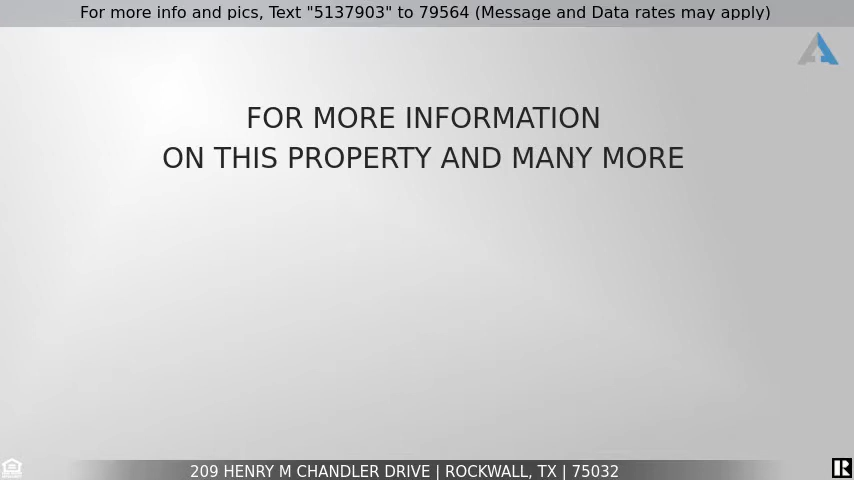 For more info and pics, Text "5137903" to 79564 (Message and Data rates may apply)
FOR MORE INFORMATION
ON THIS PROPERTY AND MANY MORE
209 HENRY M CHANDLER DRIVE | ROCKWALL, TX | 75032